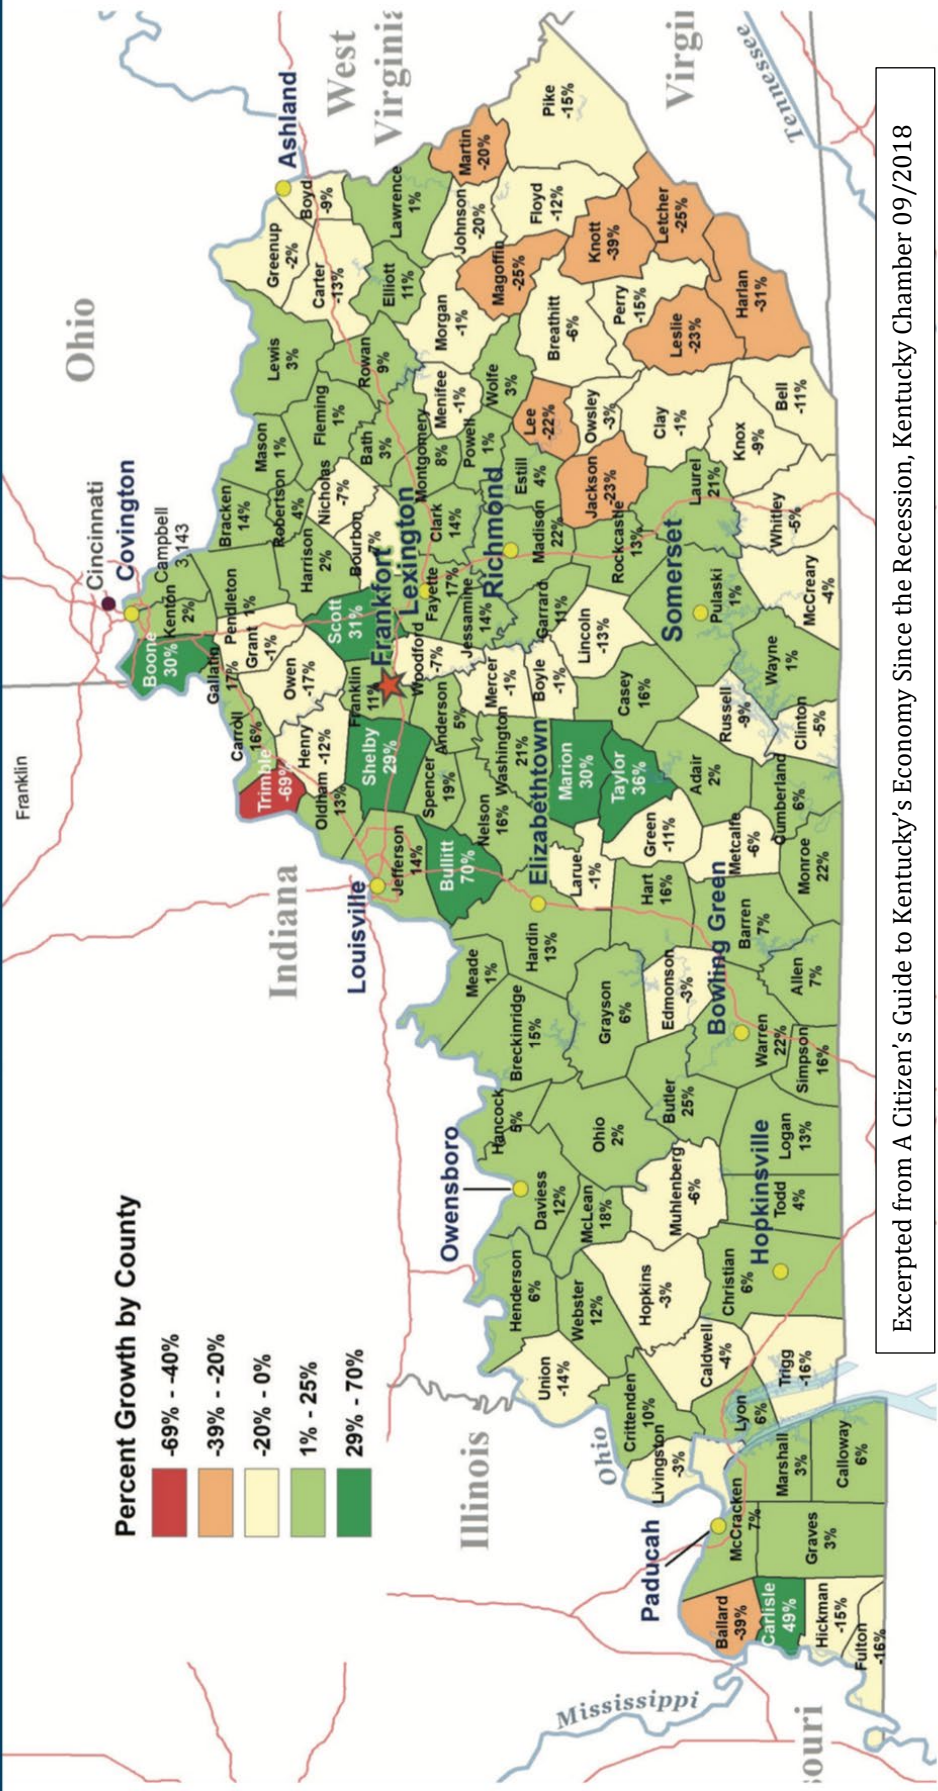 Percent Growth by County
-69% - -40%
-39% - -20%
-20% - 0%
1% - 25%
29% - 70%
Franklin
Ohio
West
Virginia
Virgi
Tennessee
Indiana
Illinois
Ohio
Mississippi
ouri
Cincinnati
Covington
Ashland
Frankfort
Lexington
Richmond
Somerset
Louisville
Elizabethtown
Bowling Green
Owensboro
Hopkinsville
Paducah
Boone
30%
Kenton
2%
Campbell
3,143
Pendleton
1%
Grant
-1%
Gallatin
17%
Carroll
16%
Owen
-17%
Trimble
-69%
Henry
-12%
Oldham
13%
Shelby
29%
Franklin
11%
Scott
31%
Harrison
2%
Bracken
14%
Robertson
4%
Mason
1%
Lewis
3%
Fleming
1%
Nicholas
-7%
Bourbon
7%
Bath
3%
Rowan
9%
Greenup
-2%
Boyd
-9%
Carter
-13%
Elliott
11%
Lawrence
1%
Martin
-20%
Johnson
-20%
Morgan
-1%
Menifee
-1%
Montgomery
8%
Powell
1%
Wolfe
3%
Magoffin
-25%
Floyd
-12%
Pike
-15%
Knott
-39%
Letcher
-25%
Perry
-15%
Breathitt
-6%
Leslie
-23%
Harlan
-31%
Bell
-11%
Clay
-1%
Owsley
-3%
Lee
-22%
Jackson
-23%
Estill
4%
Clark
14%
Madison
22%
Fayette
17%
Jessamine
14%
Woodford
-7%
Garrard
11%
Rockcastle
13%
Laurel
21%
Knox
-9%
Whitley
-5%
McCreary
-4%
Pulaski
1%
Lincoln
-13%
Boyle
-1%
Mercer
-1%
Anderson
5%
Spencer
19%
Washington
21%
Nelson
16%
Bullitt
70%
Jefferson
14%
Marion
30%
Taylor
36%
Casey
16%
Russell
-9%
Wayne
1%
Clinton
-5%
Cumberland
6%
Adair
2%
Green
-11%
Metcalfe
-6%
Monroe
22%
Larue
-1%
Hart
16%
Barren
7%
Allen
7%
Hardin
13%
Meade
1%
Breckinridge
15%
Grayson
6%
Edmonson
-3%
Warren
22%
Simpson
16%
Butler
25%
Logan
13%
Hancock
5%
Ohio
2%
Daviess
12%
McLean
18%
Muhlenberg
-6%
Todd
4%
Henderson
6%
Webster
12%
Hopkins
-3%
Christian
6%
Union
-14%
Crittenden
10%
Caldwell
-4%
Trigg
-16%
Lyon
6%
Livingston
-3%
Marshall
3%
Calloway
6%
McCracken
7%
Graves
3%
Ballard
-39%
Carlisle
49%
Hickman
-15%
Fulton
-16%
Excerpted from A Citizen's Guide to Kentucky's Economy Since the Recession, Kentucky Chamber 09/2018